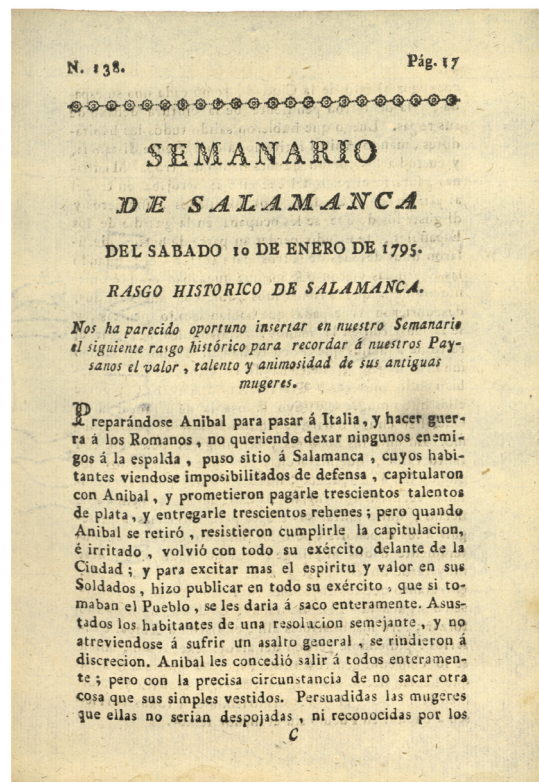 N. 138.
Pág. 17
SEMANARIO
DE SALAMANCA
DEL SABADO 10 DE ENERO DE 1795.
RASGO HISTORICO DE SALAMANCA.
Nos ha parecido oportuno insertar en nuestro Semanario
el siguiente rasgo histórico para recordar á nuestros Pay-
sanos el valor, talento y animosidad de sus antiguas
mugeres.
Preparándose Anibal para pasar á Italia, y hacer guer-
ra á los Romanos, no queriendo dexar ningunos enemi-
gos á la espalda, puso sitio á Salamanca, cuyos habi-
tantes viendose imposibilitados de defensa, capitularon
con Anibal, y prometieron pagarle trescientos talentos
de plata, y entregarle trescientos rehenes; pero quando
Anibal se retiró, resistieron cumplirle la capitulacion,
é irritado, volvió con todo su exército delante de la
Ciudad; y para excitar mas el espiritu y valor en sus
Soldados, hizo publicar en todo su exército, que si to-
maban el Pueblo, se les daria á saco enteramente. Asus-
tados los habitantes de una resolucion semejante, y no
atreviendose á sufrir un asalto general, se rindieron á
discrecion. Anibal les concedió salir á todos enteramen-
te; pero con la precisa circunstancia de no sacar otra
cosa que sus simples vestidos. Persuadidas las mugeres
que ellas no serian despojadas, ni reconocidas por los
C